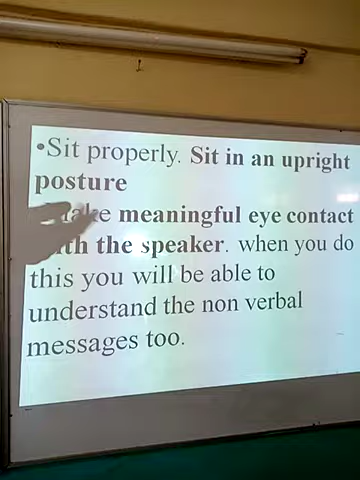 •Sit properly. Sit in an upright
posture
meaningful eye contact
the speaker. when you do
this you will be able to
understand the non verbal
messages too.